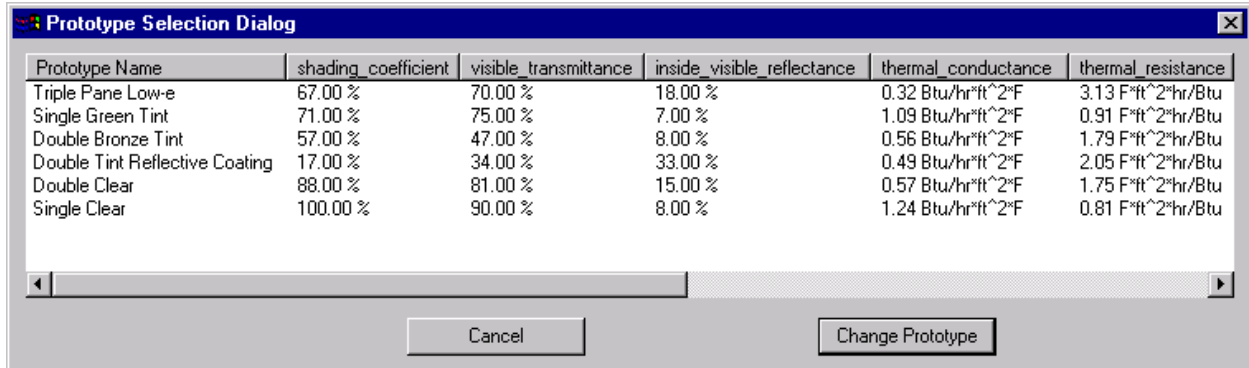 Prototype Selection Dialog
Prototype Name shading_coefficient visible_transmittance inside_visible_reflectance thermal_conductance thermal_resistance
Triple Pane Low-e 67.00 % 70.00 % 18.00 % 0.32 Btu/hr*ft^2*F 3.13 F*ft^2*hr/Btu
Single Green Tint 71.00 % 75.00 % 7.00 % 1.09 Btu/hr*ft^2*F 0.91 F*ft^2*hr/Btu
Double Bronze Tint 57.00 % 47.00 % 8.00 % 0.56 Btu/hr*ft^2*F 1.79 F*ft^2*hr/Btu
Double Tint Reflective Coating 17.00 % 34.00 % 33.00 % 0.49 Btu/hr*ft^2*F 2.05 F*ft^2*hr/Btu
Double Clear 88.00 % 81.00 % 15.00 % 0.57 Btu/hr*ft^2*F 1.75 F*ft^2*hr/Btu
Single Clear 100.00 % 90.00 % 8.00 % 1.24 Btu/hr*ft^2*F 0.81 F*ft^2*hr/Btu
Cancel Change Prototype